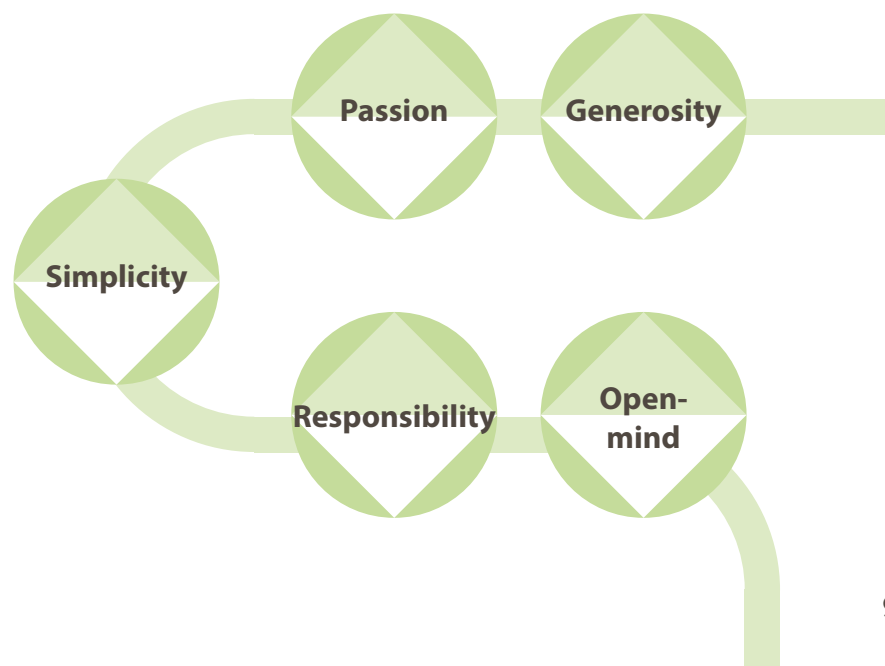 Passion
Generosity
Simplicity
Responsibility
Open-
mind